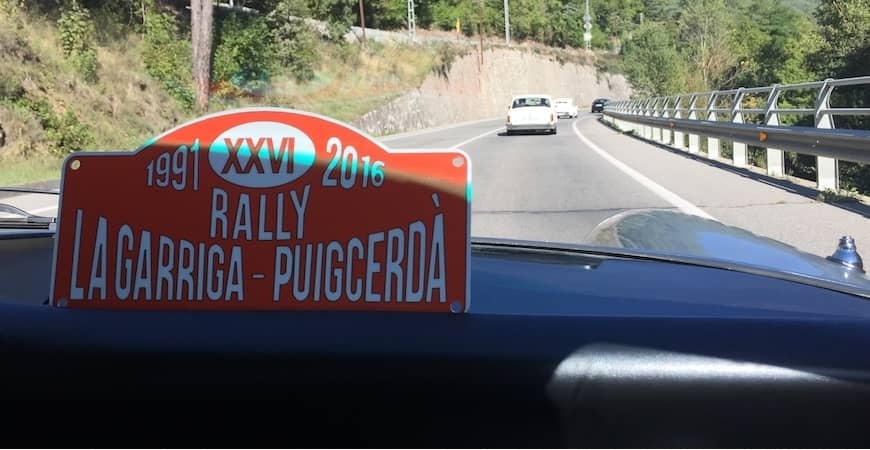 1991 XXVI 2016
RALLY
LA GARRIGA - PUIGCERDÀ